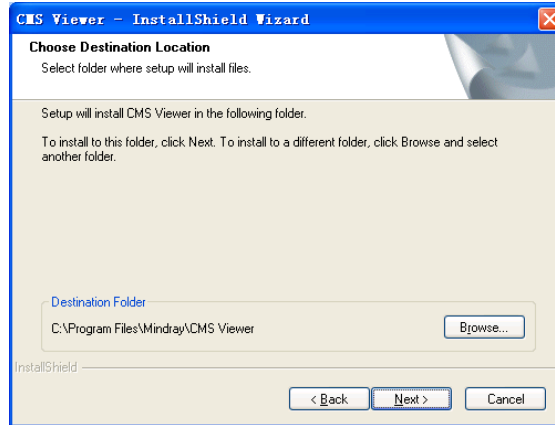 CMS Viewer - InstallShield Wizard
Choose Destination Location
Select folder where setup will install files.
Setup will install CMS Viewer in the following folder.
To install to this folder, click Next. To install to a different folder, click Browse and select
another folder.
Destination Folder
C:\Program Files\Mindray\CMS Viewer
Browse...
InstallShield
< Back
Next >
Cancel